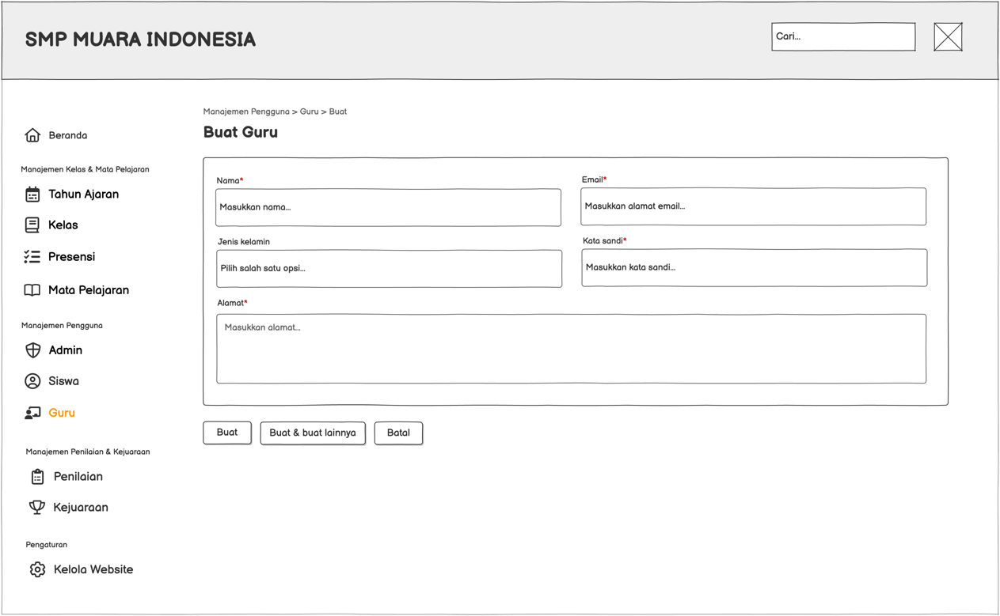 SMP MUARA INDONESIA
Cari...
Beranda
Manajemen Kelas & Mata Pelajaran
Tahun Ajaran
Kelas
Presensi
Mata Pelajaran
Manajemen Pengguna
Admin
Siswa
Guru
Manajemen Penilaian & Kejuaraan
Penilaian
Kejuaraan
Pengaturan
Kelola Website
Manajemen Pengguna > Guru > Buat
Buat Guru
Nama*
Masukkan nama...
Email*
Masukkan alamat email...
Jenis kelamin
Pilih salah satu opsi...
Kata sandi*
Masukkan kata sandi...
Alamat*
Masukkan alamat...
Buat
Buat & buat lainnya
Batal